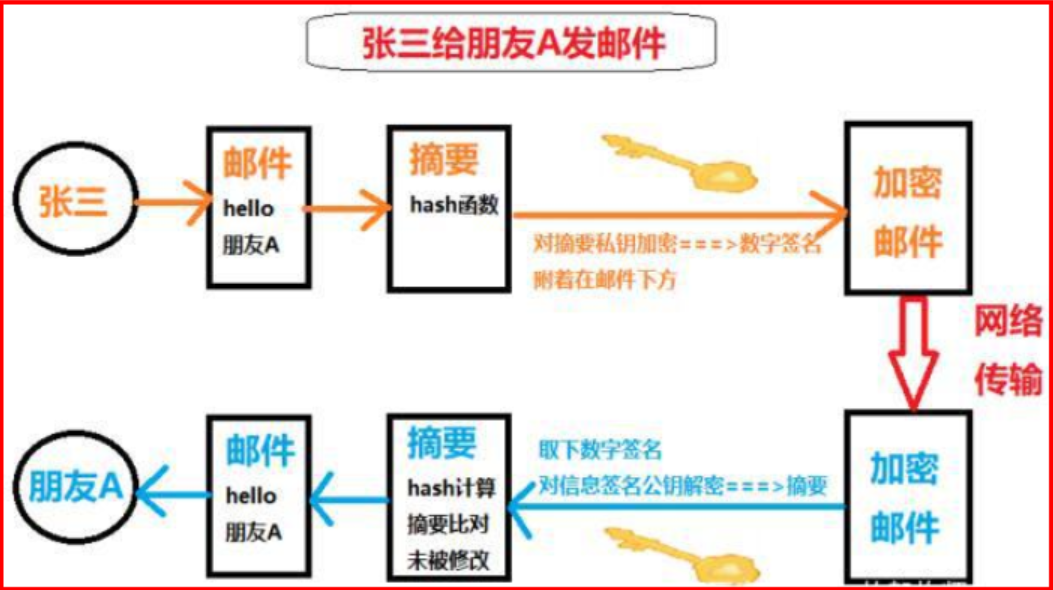 张三给朋友A发邮件
张三
邮件
hello
朋友A
摘要
hash函数
对摘要私钥加密===>数字签名
附着在邮件下方
加密
邮件
网络
传输
朋友A
邮件
hello
朋友A
摘要
hash计算
摘要比对
未被修改
取下数字签名
对信息签名公钥解密===>摘要
加密
邮件